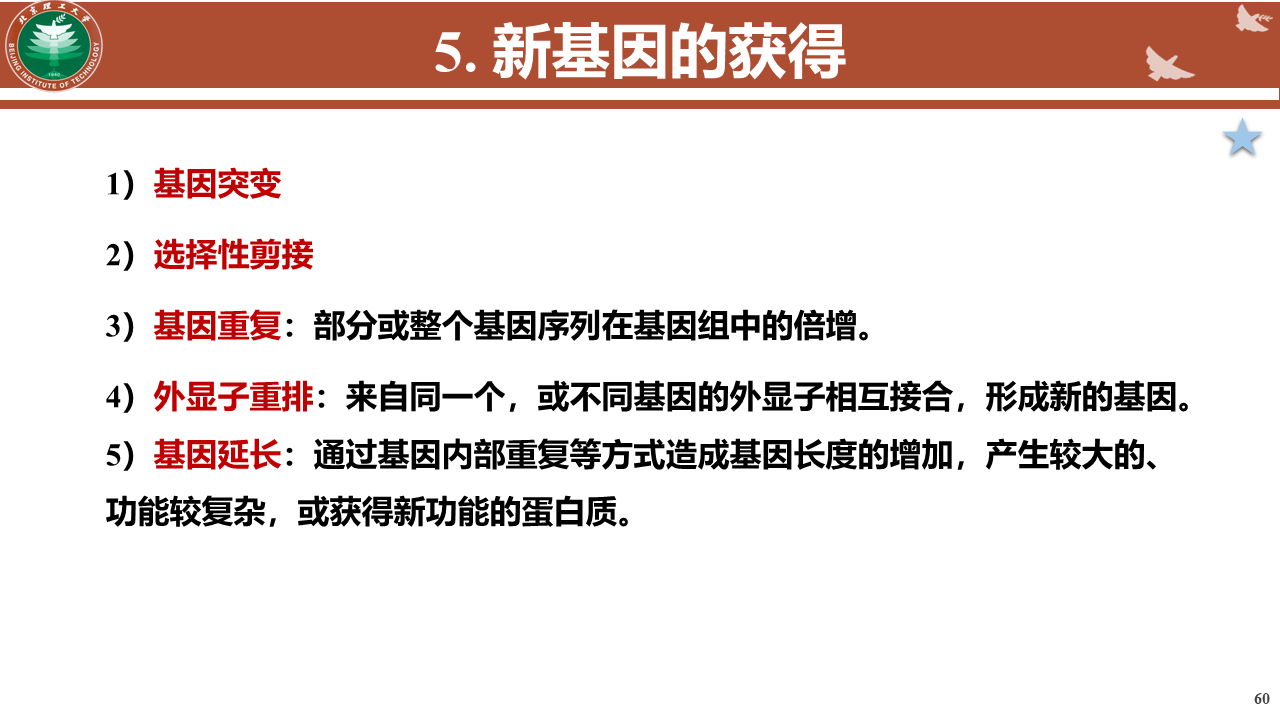 北京理工大学
BEIJING INSTITUTE OF TECHNOLOGY
1940
5. 新基因的获得
1）基因突变
2）选择性剪接
3）基因重复：部分或整个基因序列在基因组中的倍增。
4）外显子重排：来自同一个，或不同基因的外显子相互接合，形成新的基因。
5）基因延长：通过基因内部重复等方式造成基因长度的增加，产生较大的、
功能较复杂，或获得新功能的蛋白质。
60